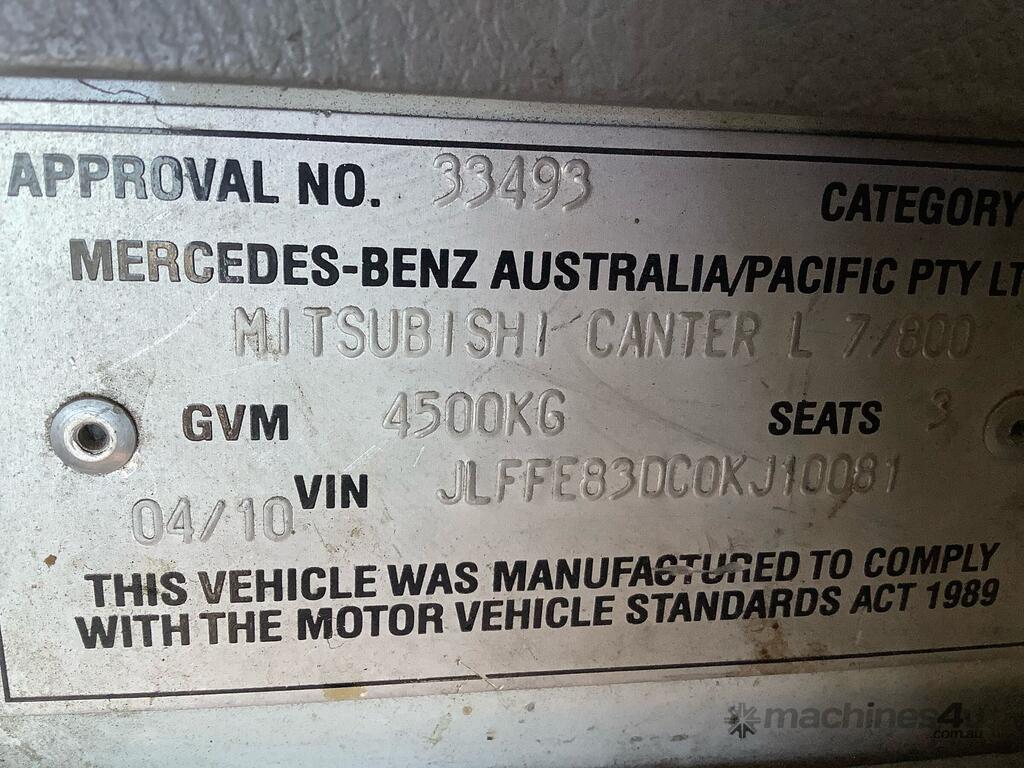 APPROVAL NO. 33493 CATEGORY
MERCEDES-BENZ AUSTRALIA/PACIFIC PTY LT
MITSUBISHI CANTER L 7/800
GVM 4500KG SEATS 3
04/10 VIN JLFFE83DC0KJ10081
THIS VEHICLE WAS MANUFACTURED TO COMPLY
WITH THE MOTOR VEHICLE STANDARDS ACT 1989
machines4u
.com.au